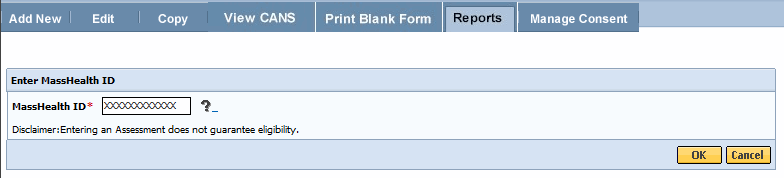 Add New Edit Copy View CANS Print Blank Form Reports Manage Consent
Enter MassHealth ID
MassHealth ID* XXXXXXXXXXXXX ?
Disclaimer:Entering an Assessment does not guarantee eligibility.
OK Cancel